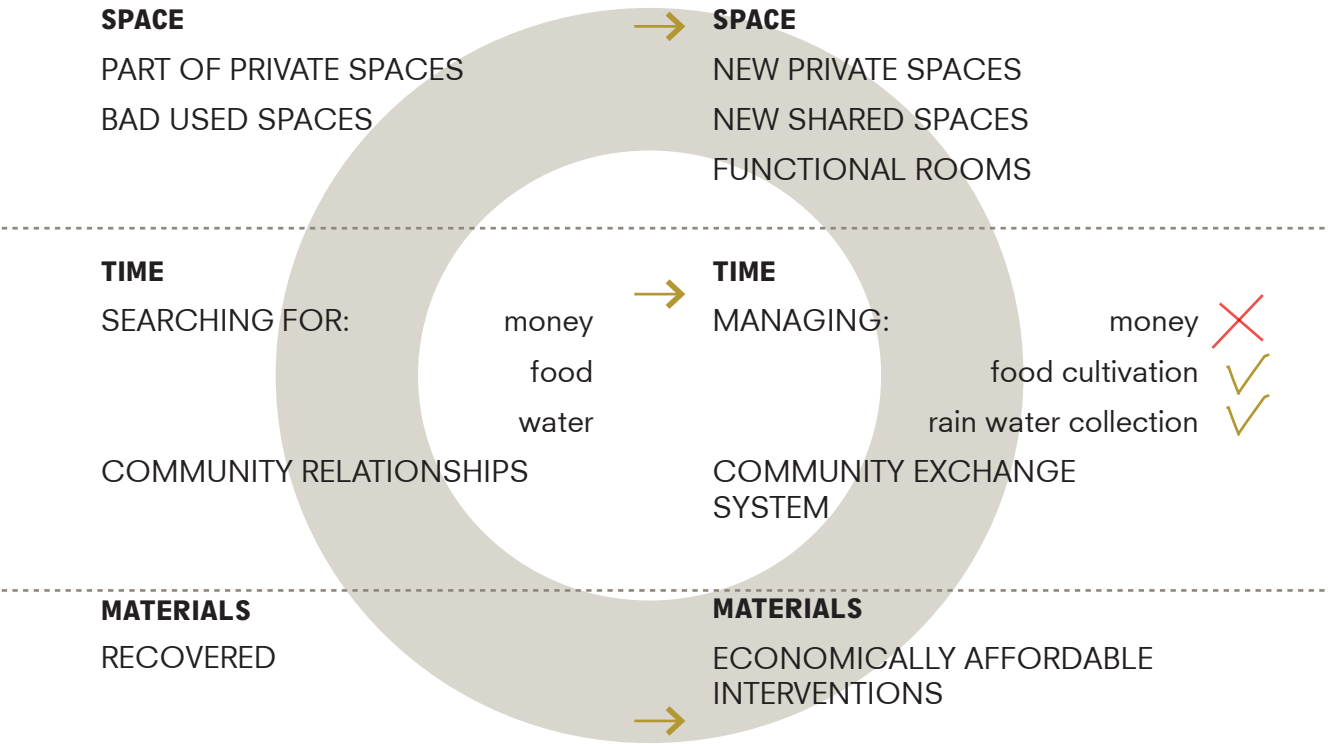 SPACE
PART OF PRIVATE SPACES
BAD USED SPACES
SPACE
NEW PRIVATE SPACES
NEW SHARED SPACES
FUNCTIONAL ROOMS
TIME
SEARCHING FOR: money
food
water
COMMUNITY RELATIONSHIPS
TIME
MANAGING: money
food cultivation
rain water collection
COMMUNITY EXCHANGE
SYSTEM
MATERIALS
RECOVERED
MATERIALS
ECONOMICALLY AFFORDABLE
INTERVENTIONS